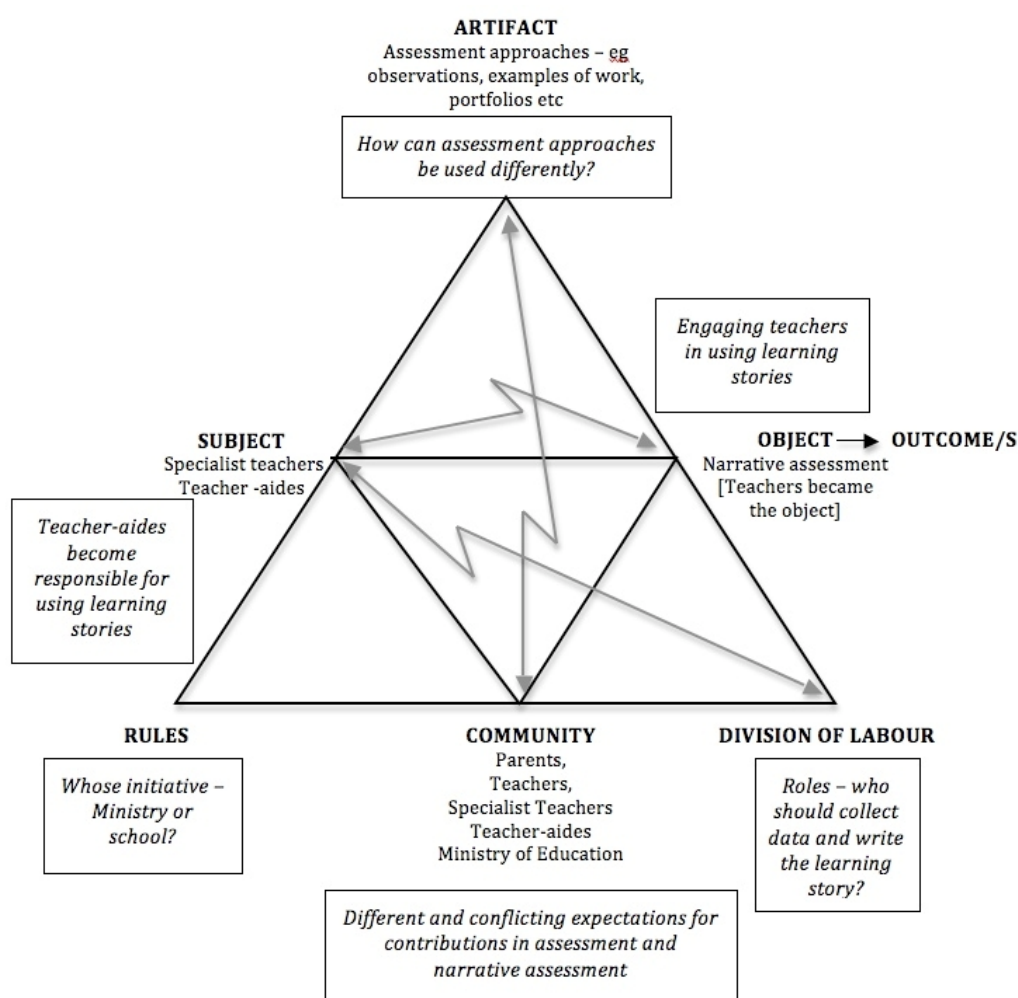 ARTIFACT
Assessment approaches – eg
observations, examples of work,
portfolios etc
How can assessment approaches
be used differently?
Engaging teachers
in using learning
stories
SUBJECT
Specialist teachers
Teacher -aides
OBJECT
OUTCOME/S
Narrative assessment
[Teachers became
the object]
Teacher-aides
become
responsible for
using learning
stories
RULES
Whose initiative –
Ministry or
school?
COMMUNITY
Parents,
Teachers,
Specialist Teachers
Teacher-aides
Ministry of Education
DIVISION OF LABOUR
Roles – who
should collect
data and write
the learning
story?
Different and conflicting expectations for
contributions in assessment and
narrative assessment